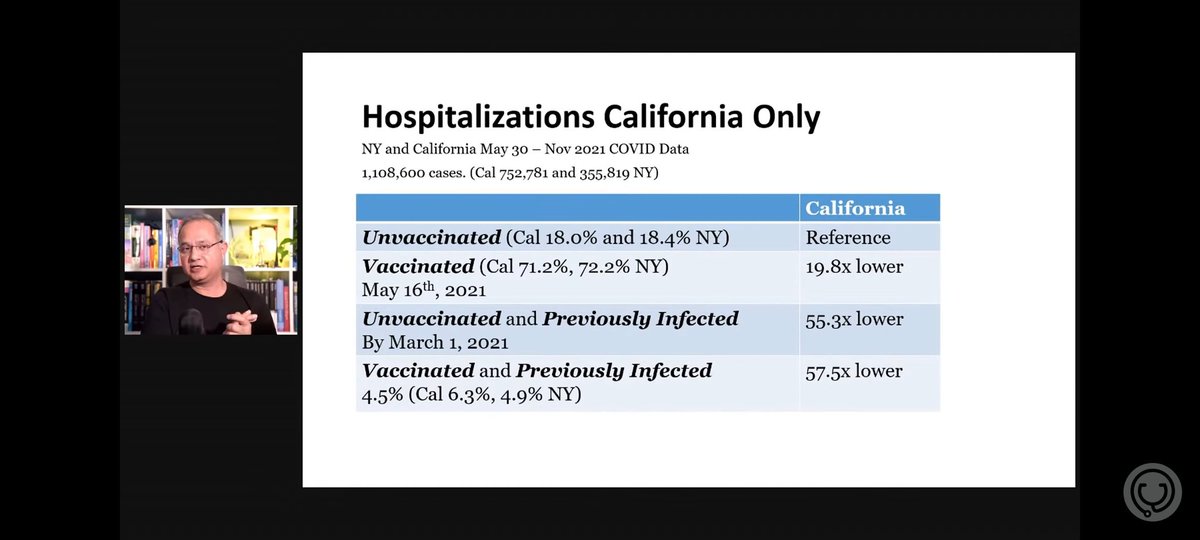 Hospitalizations California Only
NY and California May 30 – Nov 2021 COVID Data
1,108,600 cases. (Cal 752,781 and 355,819 NY)
California
Unvaccinated (Cal 18.0% and 18.4% NY)
Reference
Vaccinated (Cal 71.2%, 72.2% NY)
19.8x lower
May 16th, 2021
Unvaccinated and Previously Infected
55.3x lower
By March 1, 2021
Vaccinated and Previously Infected
57.5x lower
4.5% (Cal 6.3%, 4.9% NY)